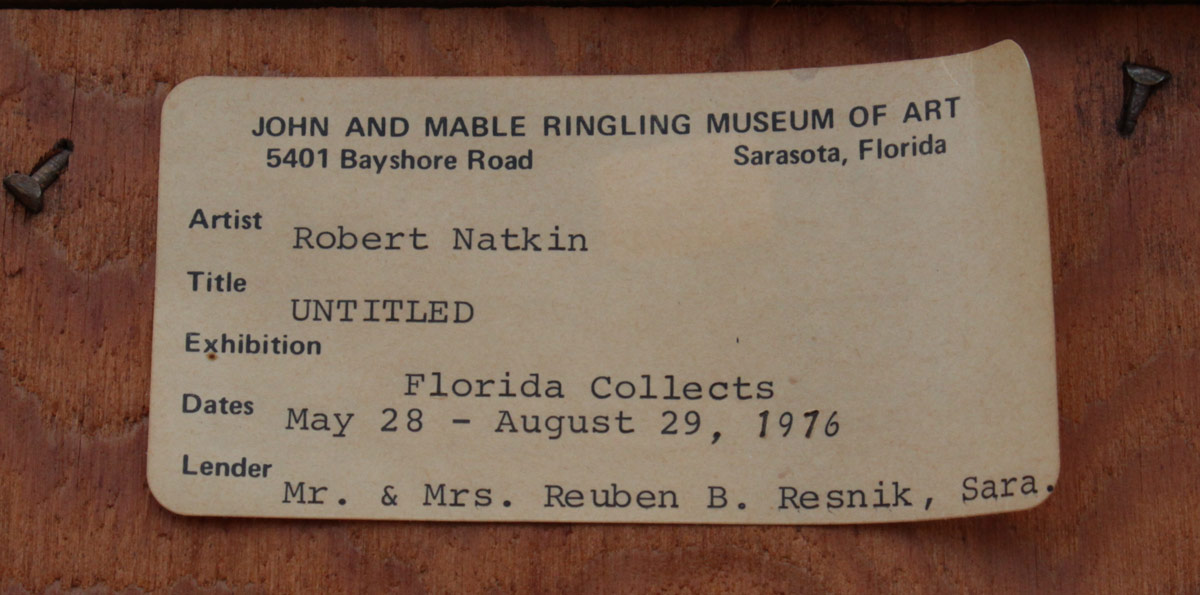 JOHN AND MABLE RINGLING MUSEUM OF ART
5401 Bayshore Road Sarasota, Florida
Artist Robert Natkin
Title UNTITLED
Exhibition Florida Collects
Dates May 28 - August 29, 1976
Lender Mr. & Mrs. Reuben B. Resnik, Sara.